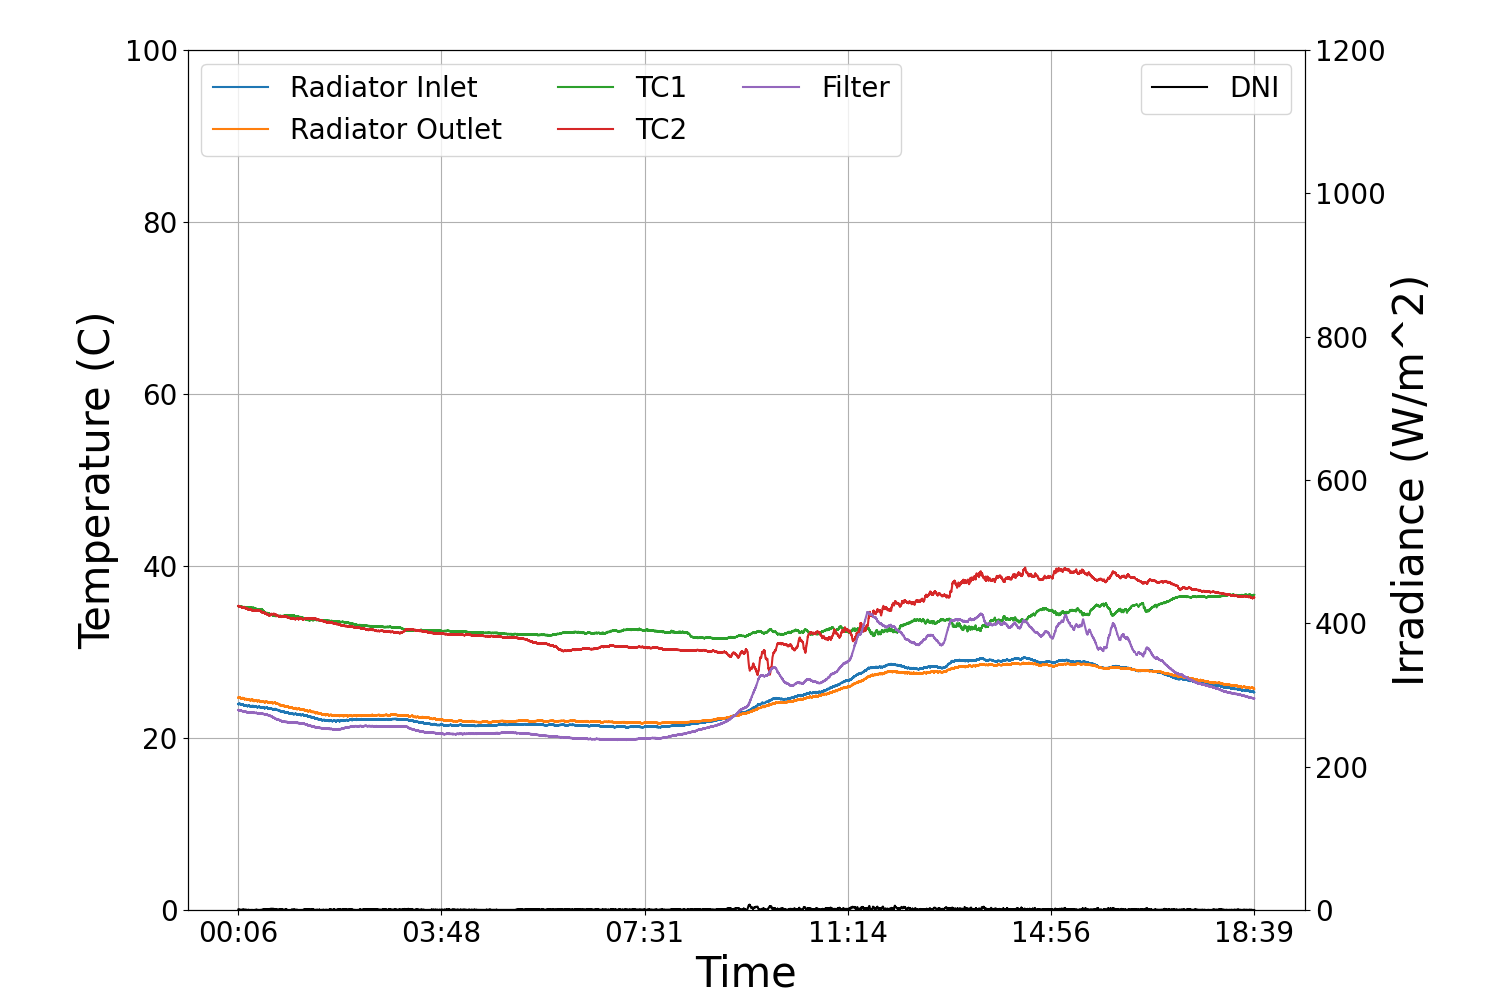 Radiator Inlet
Radiator Outlet
TC1
TC2
Filter
DNI
Temperature (C)
100
80
60
40
20
0
1200
1000
800
600
400
200
0
Irradiance (W/m^2)
00:06 03:48 07:31 11:14 14:56 18:39
Time